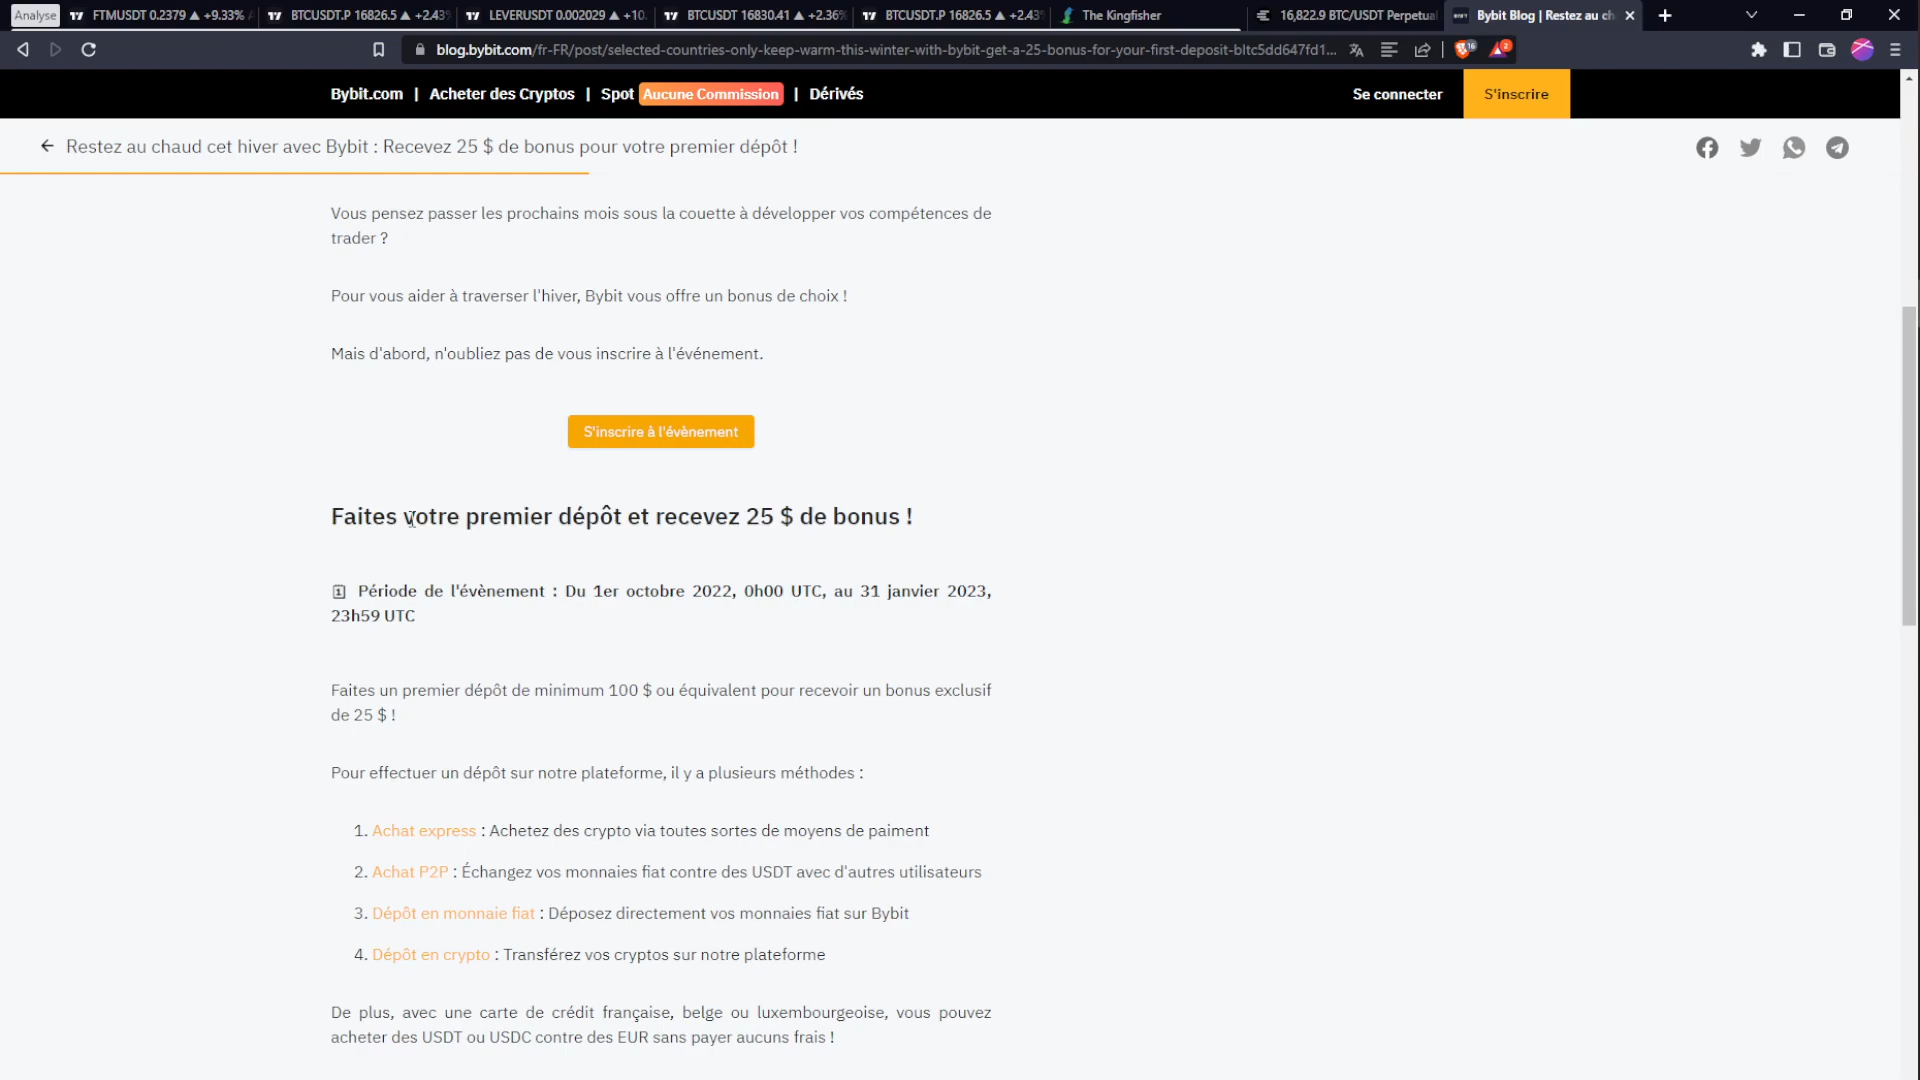 Analyse
FTMUSDT 0.2379 ▲ +9.33%
BTCUSDT.P 16826.5 ▲ +2.43
LEVERUSDT 0.002029 ▲ +10.
BTCUSDT 16830.41 ▲ +2.36%
BTCUSDT.P 16826.5 ▲ +2.43
The Kingfisher
16,822.9 BTC/USDT Perpetual
Bybit Blog | Restez au ch
blog.bybit.com/fr-FR/post/selected-countries-only-keep-warm-this-winter-with-bybit-get-a-25-bonus-for-your-first-deposit-bltc5dd647fd1...
16
2
Bybit.com | Acheter des Cryptos | Spot Aucune Commission | Dérivés
Se connecter
S'inscrire
Restez au chaud cet hiver avec Bybit : Recevez 25 $ de bonus pour votre premier dépôt !
Vous pensez passer les prochains mois sous la couette à développer vos compétences de
trader ?
Pour vous aider à traverser l'hiver, Bybit vous offre un bonus de choix !
Mais d'abord, n'oubliez pas de vous inscrire à l'événement.
S'inscrire à l'évènement
Faites votre premier dépôt et recevez 25 $ de bonus !
Période de l'évènement : Du 1er octobre 2022, 0h00 UTC, au 31 janvier 2023,
23h59 UTC
Faites un premier dépôt de minimum 100 $ ou équivalent pour recevoir un bonus exclusif
de 25 $ !
Pour effectuer un dépôt sur notre plateforme, il y a plusieurs méthodes :
1. Achat express : Achetez des crypto via toutes sortes de moyens de paiment
2. Achat P2P : Échangez vos monnaies fiat contre des USDT avec d'autres utilisateurs
3. Dépôt en monnaie fiat : Déposez directement vos monnaies fiat sur Bybit
4. Dépôt en crypto : Transférez vos cryptos sur notre plateforme
De plus, avec une carte de crédit française, belge ou luxembourgeoise, vous pouvez
acheter des USDT ou USDC contre des EUR sans payer aucuns frais !